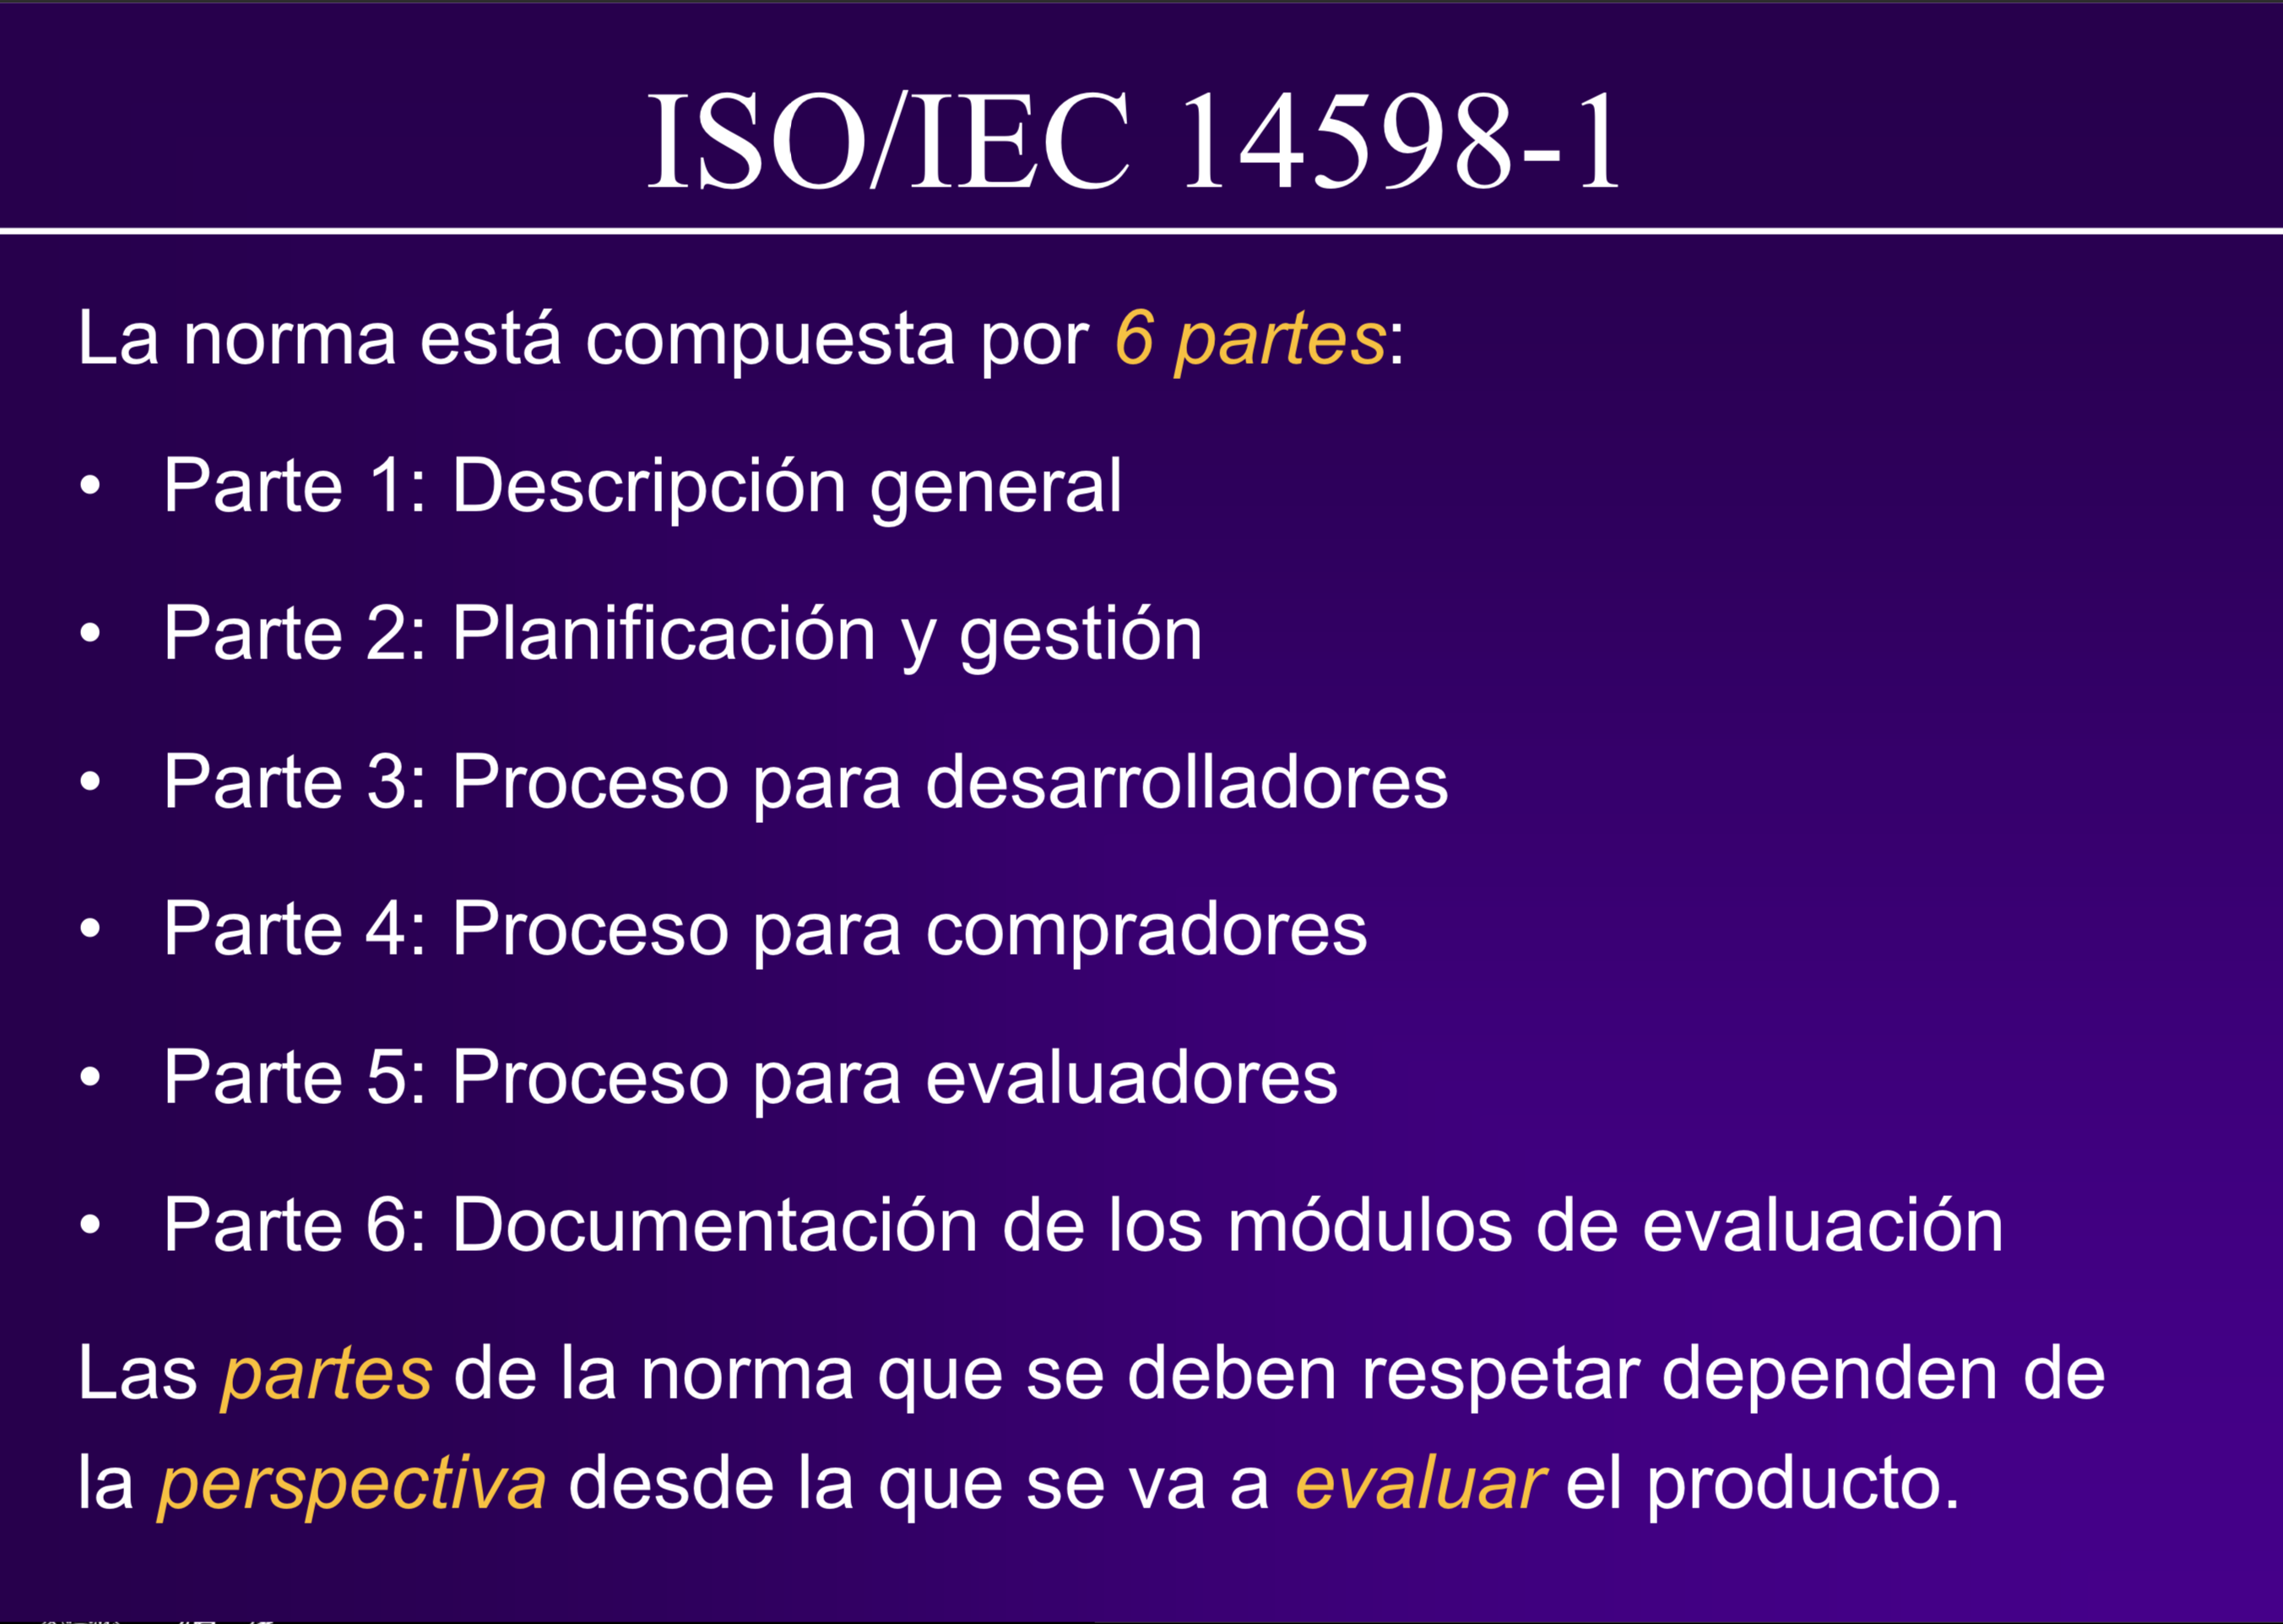 ISO/IEC 14598-1
La norma está compuesta por 6 partes:
• Parte 1: Descripción general
• Parte 2: Planificación y gestión
• Parte 3: Proceso para desarrolladores
• Parte 4: Proceso para compradores
• Parte 5: Proceso para evaluadores
• Parte 6: Documentación de los módulos de evaluación
Las partes de la norma que se deben respetar dependen de
la perspectiva desde la que se va a evaluar el producto.